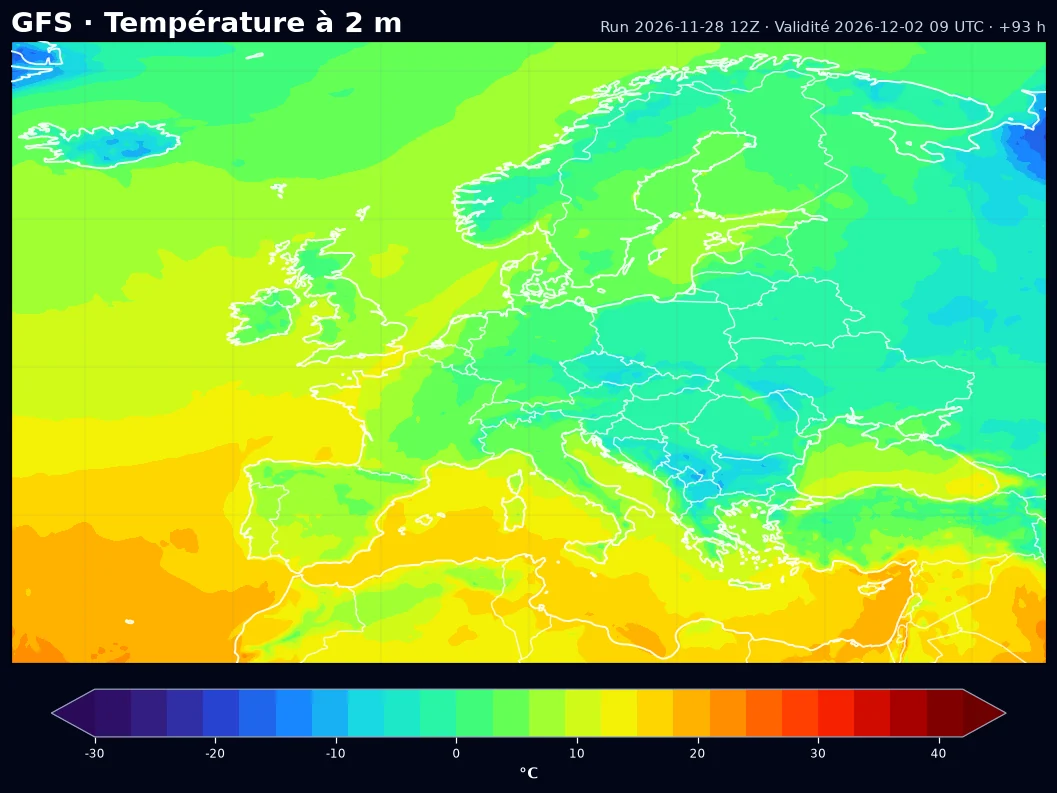 GFS · Température à 2 m
Run 2026-11-28 12Z · Validité 2026-12-02 09 UTC · +93 h
-30 -20 -10 0 10 20 30 40
°C